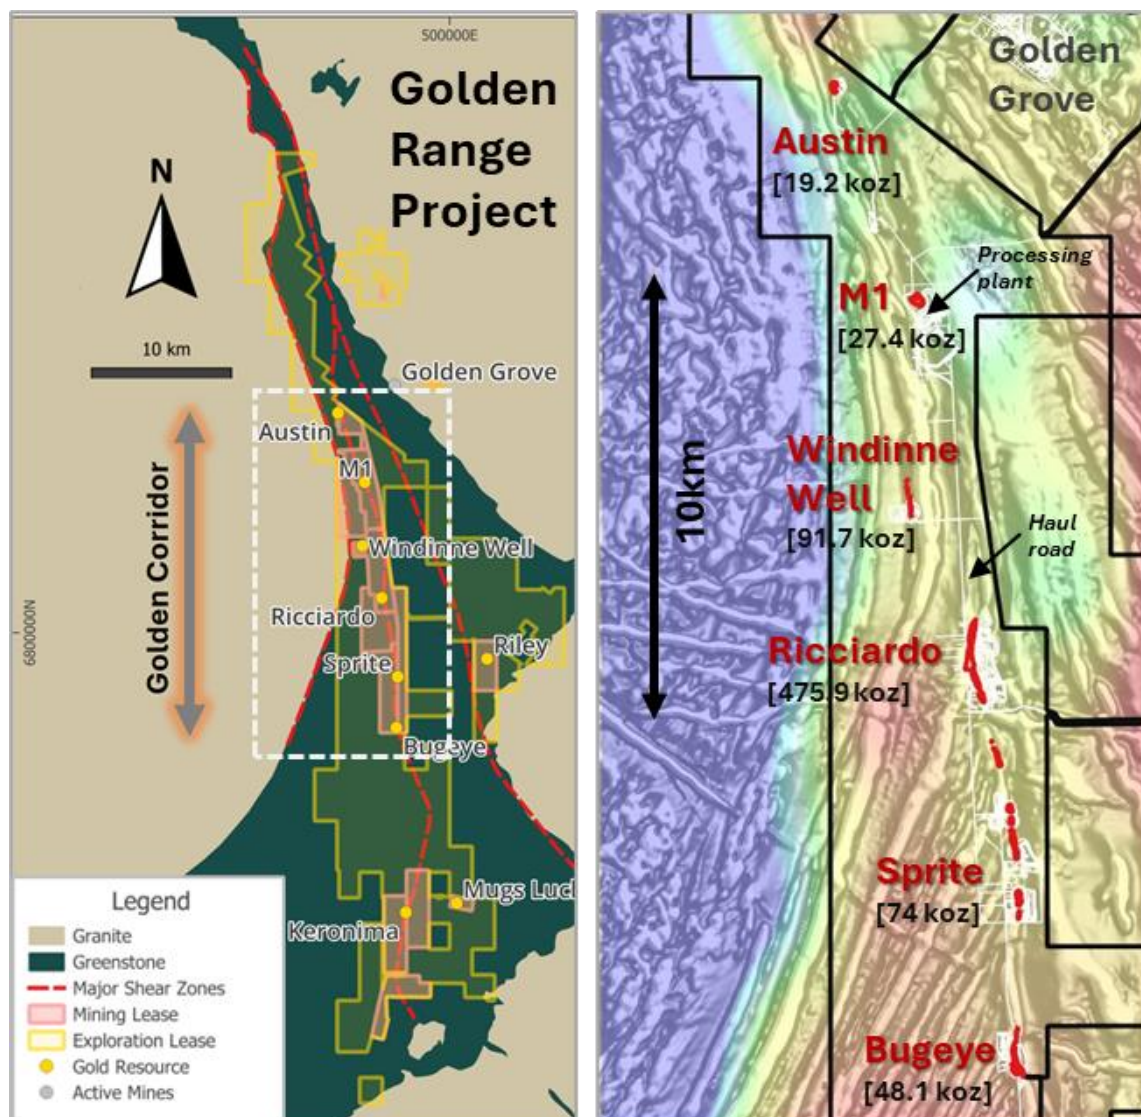 500000E
Golden
Range
Project
N
10 km
Golden Grove
Austin
M1
Golden Corridor
Windinne Well
6800000N
Ricciardo
Sprite
Riley
Bugeye
Mugs Luck
Keronima
Legend
Granite
Greenstone
Major Shear Zones
Mining Lease
Exploration Lease
Gold Resource
Active Mines
Golden
Grove
Austin
[19.2 koz]
Processing
plant
M1
[27.4 koz]
10km
Windinne
Well
[91.7 koz]
Haul
road
Ricciardo
[475.9 koz]
Sprite
[74 koz]
Bugeye
[48.1 koz]